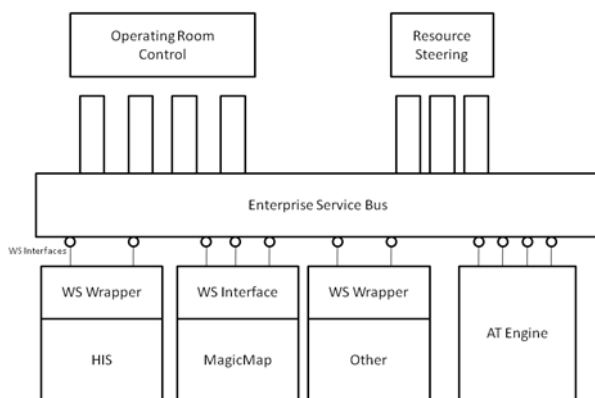 Operating Room
Control
Resource
Steering
Enterprise Service Bus
WS Interfaces
WS Wrapper
WS Interface
WS Wrapper
AT Engine
HIS
MagicMap
Other